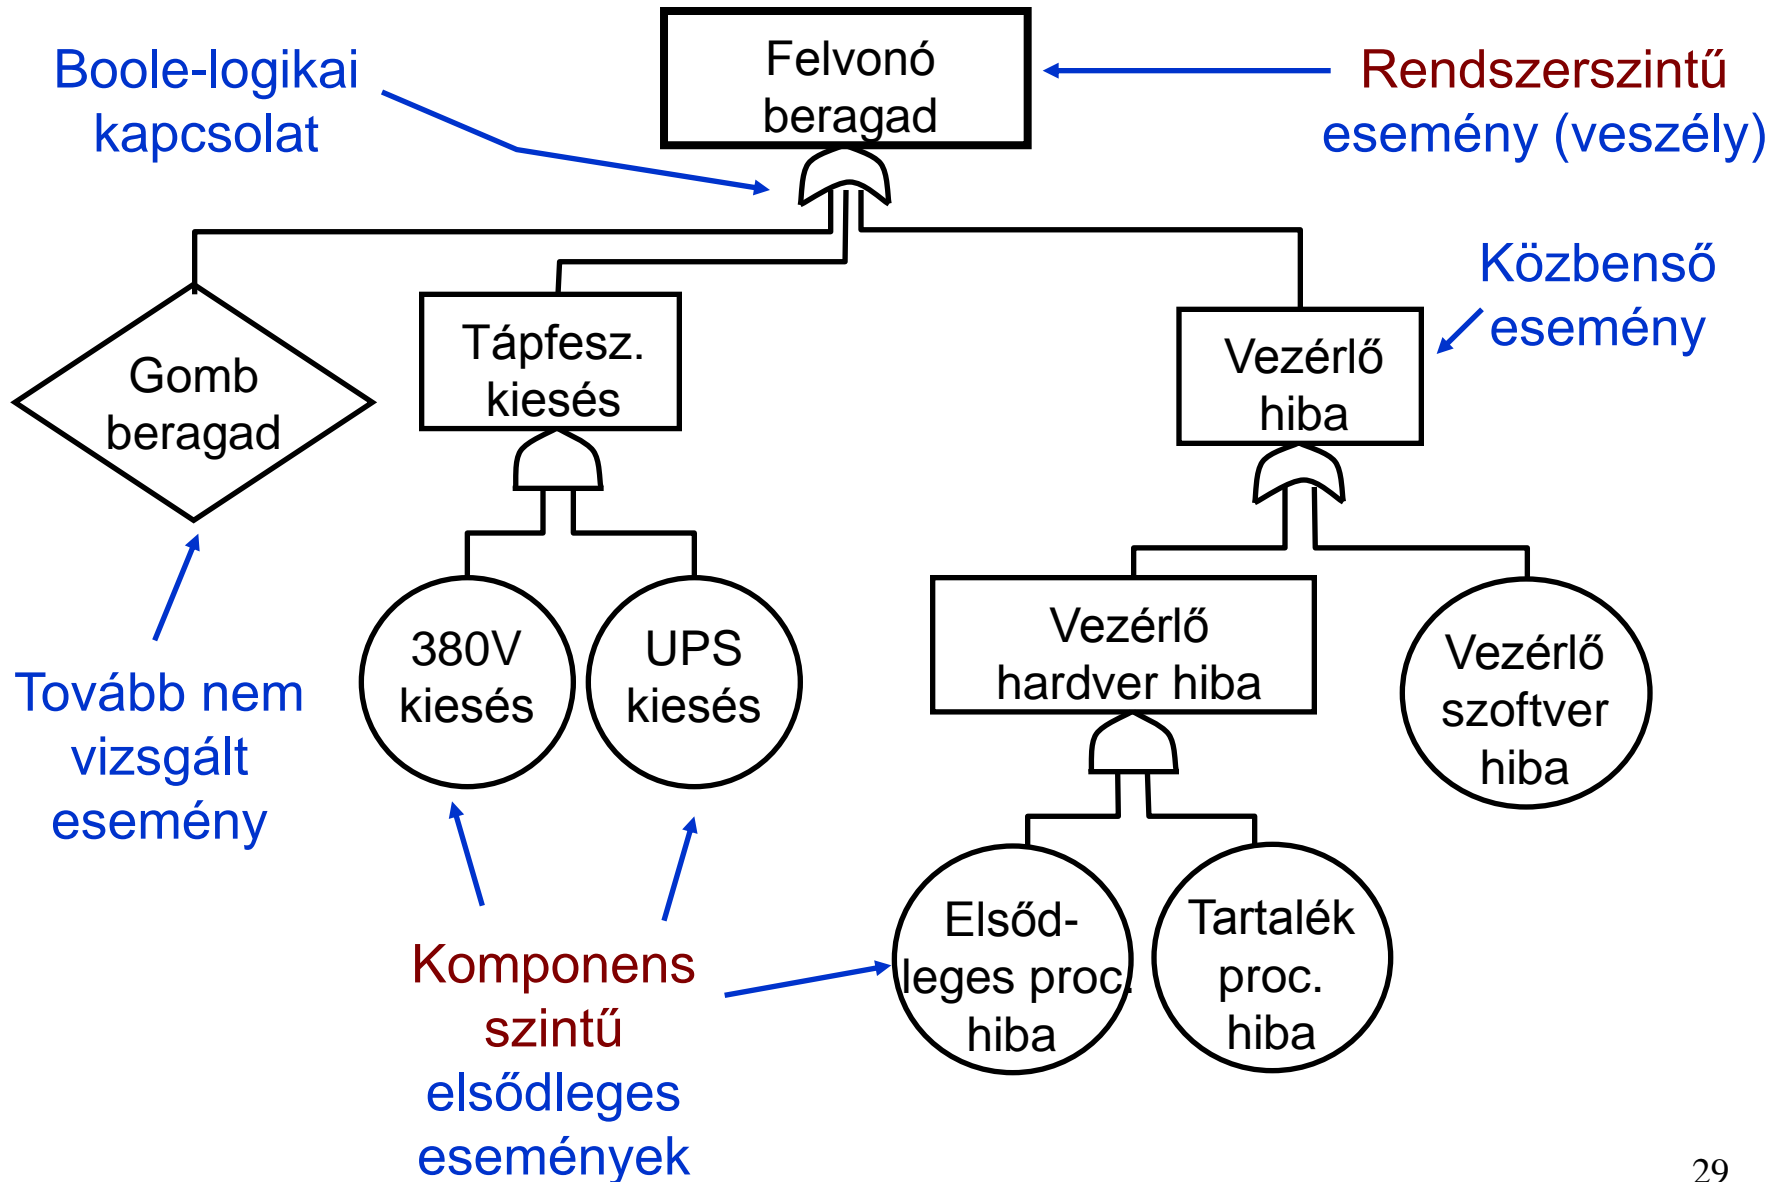 Boole-logikai
kapcsolat
Felvonó
beragad
Rendszerszintű
esemény (veszély)
Közbenső
esemény
Gomb
beragad
Tápfesz.
kiesés
Vezérlő
hiba
380V
kiesés
UPS
kiesés
Vezérlő
hardver hiba
Vezérlő
szoftver
hiba
Tovább nem
vizsgált
esemény
Elsőd-
leges proc.
hiba
Tartalék
proc.
hiba
Komponens
szintű
elsődleges
események
29